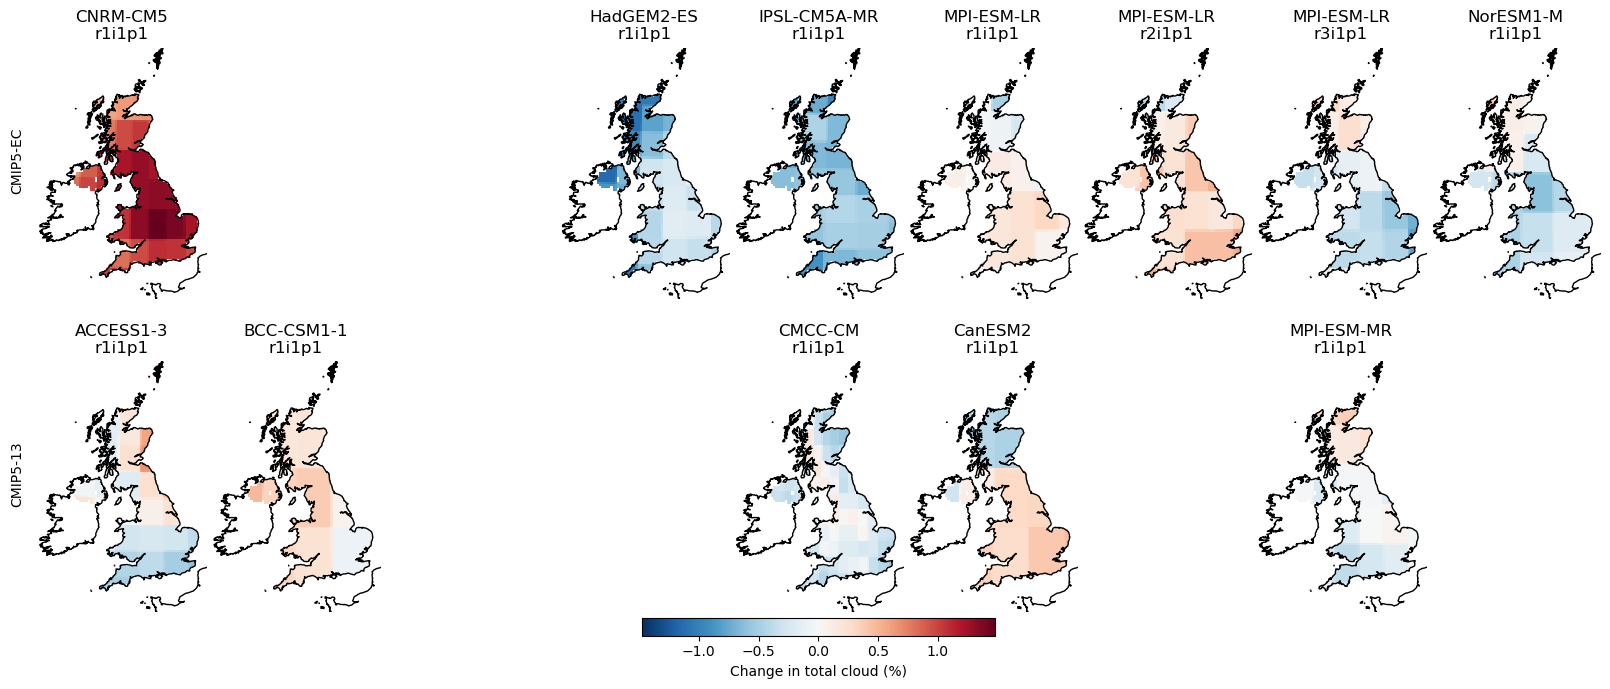 CNRM-CM5
r1i1p1
HadGEM2-ES
r1i1p1
IPSL-CM5A-MR
r1i1p1
MPI-ESM-LR
r1i1p1
MPI-ESM-LR
r2i1p1
MPI-ESM-LR
r3i1p1
NorESM1-M
r1i1p1
CMIP5-EC
ACCESS1-3
r1i1p1
BCC-CSM1-1
r1i1p1
CMCC-CM
r1i1p1
CanESM2
r1i1p1
MPI-ESM-MR
r1i1p1
CMIP5-13
−1.0 −0.5 0.0 0.5 1.0
Change in total cloud (%)